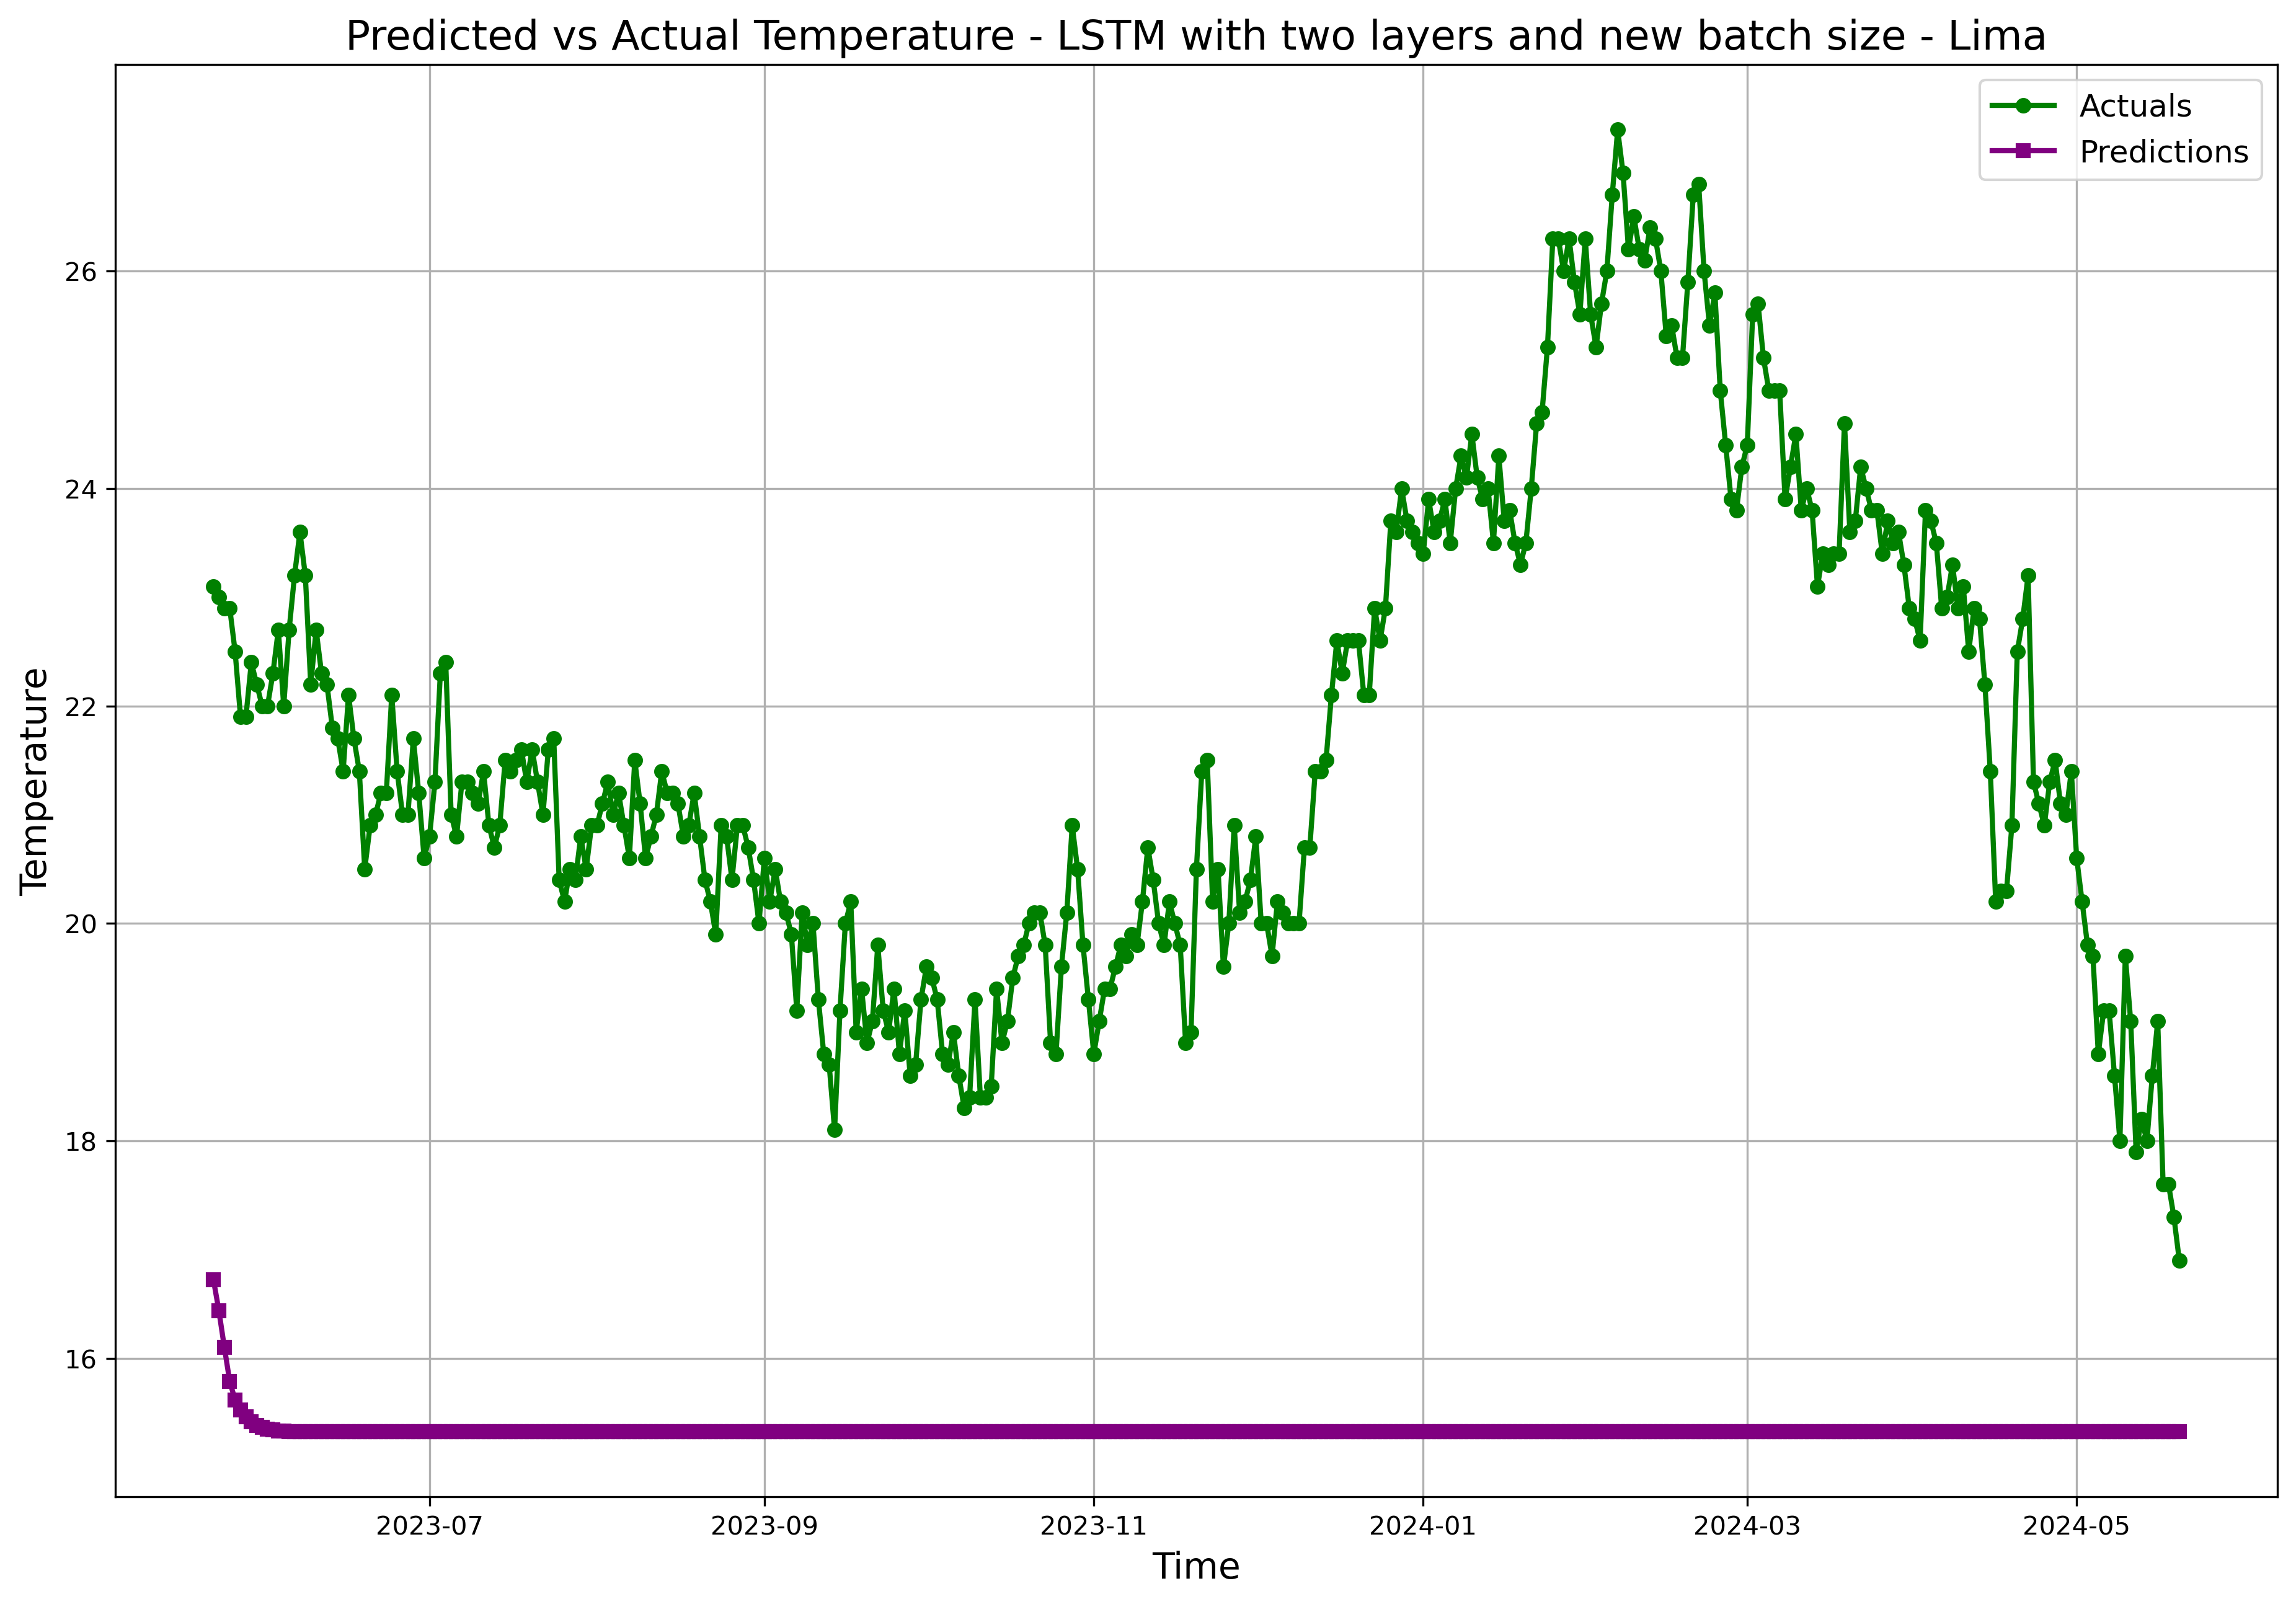 Predicted vs Actual Temperature - LSTM with two layers and new batch size - Lima
Actuals
Predictions
Temperature
26
24
22
20
18
16
2023-07 2023-09 2023-11 2024-01 2024-03 2024-05
Time